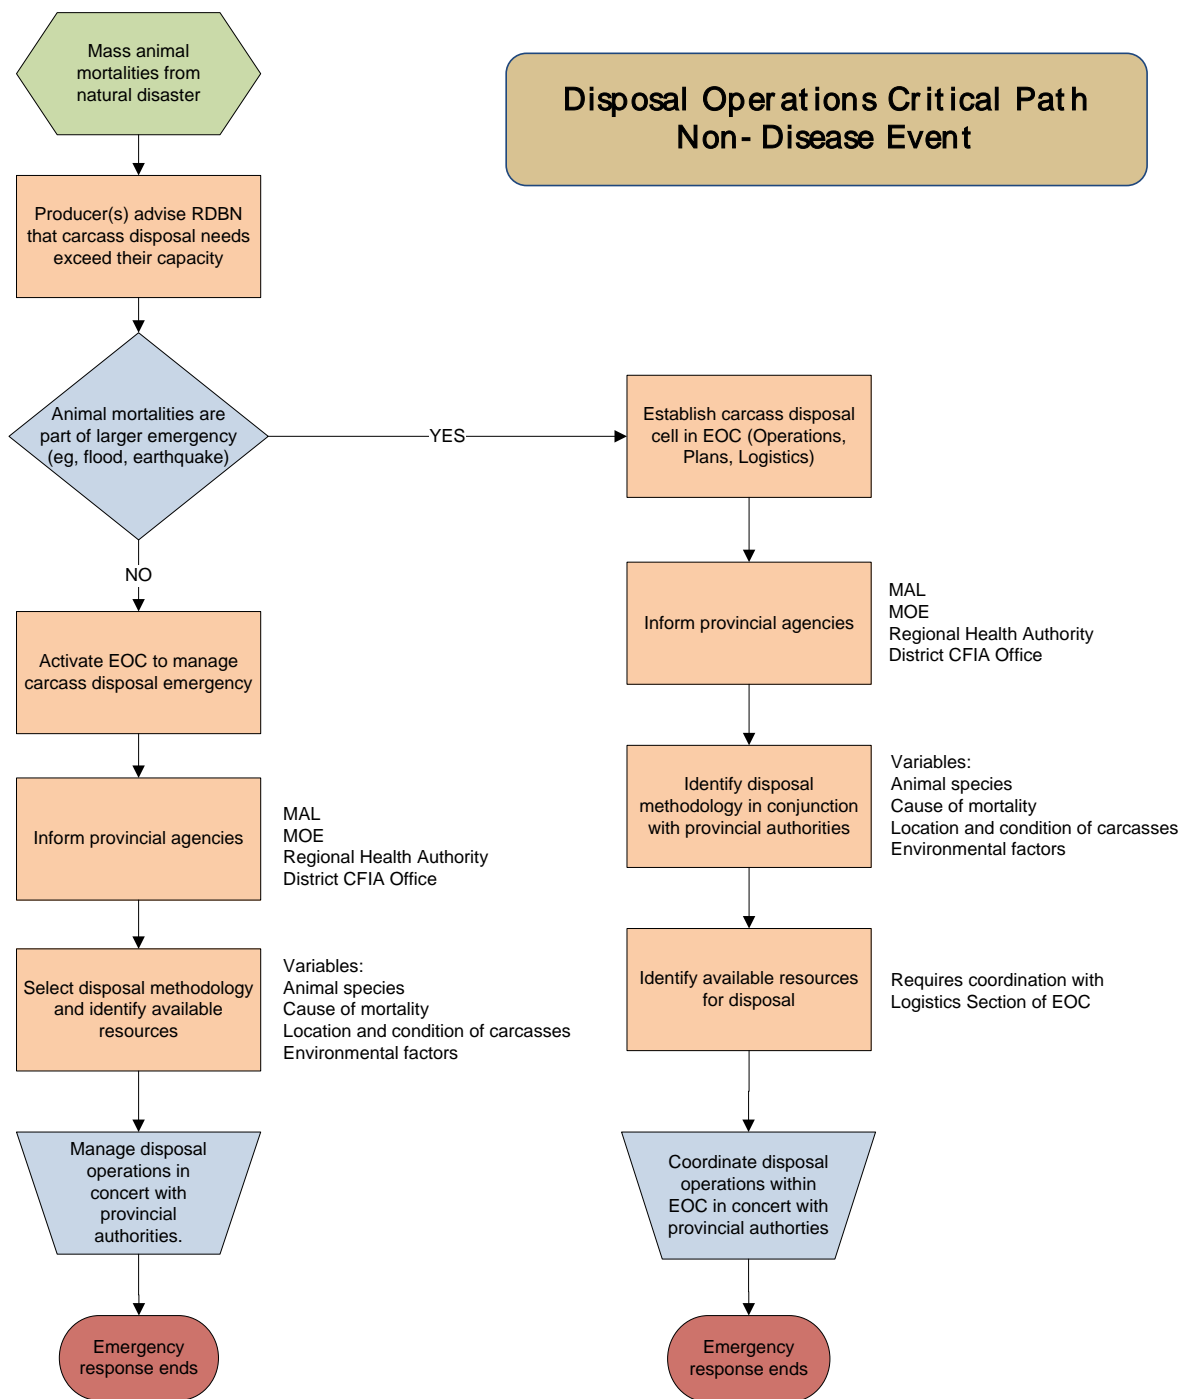 Mass animal
mortalities from
natural disaster
Disposal Operations Critical Path
Non- Disease Event
Producer(s) advise RDBN
that carcass disposal needs
exceed their capacity
Animal mortalities are
part of larger emergency
(eg, flood, earthquake)
YES
NO
Establish carcass disposal
cell in EOC (Operations,
Plans, Logistics)
Inform provincial agencies
MAL
MOE
Regional Health Authority
District CFIA Office
Identify disposal
methodology in conjunction
with provincial authorities
Variables:
Animal species
Cause of mortality
Location and condition of carcasses
Environmental factors
Identify available resources
for disposal
Requires coordination with
Logistics Section of EOC
Coordinate disposal
operations within
EOC in concert with
provincial authorties
Emergency
response ends
Activate EOC to manage
carcass disposal emergency
Inform provincial agencies
MAL
MOE
Regional Health Authority
District CFIA Office
Select disposal methodology
and identify available
resources
Variables:
Animal species
Cause of mortality
Location and condition of carcasses
Environmental factors
Manage disposal
operations in
concert with
provincial
authorities.
Emergency
response ends